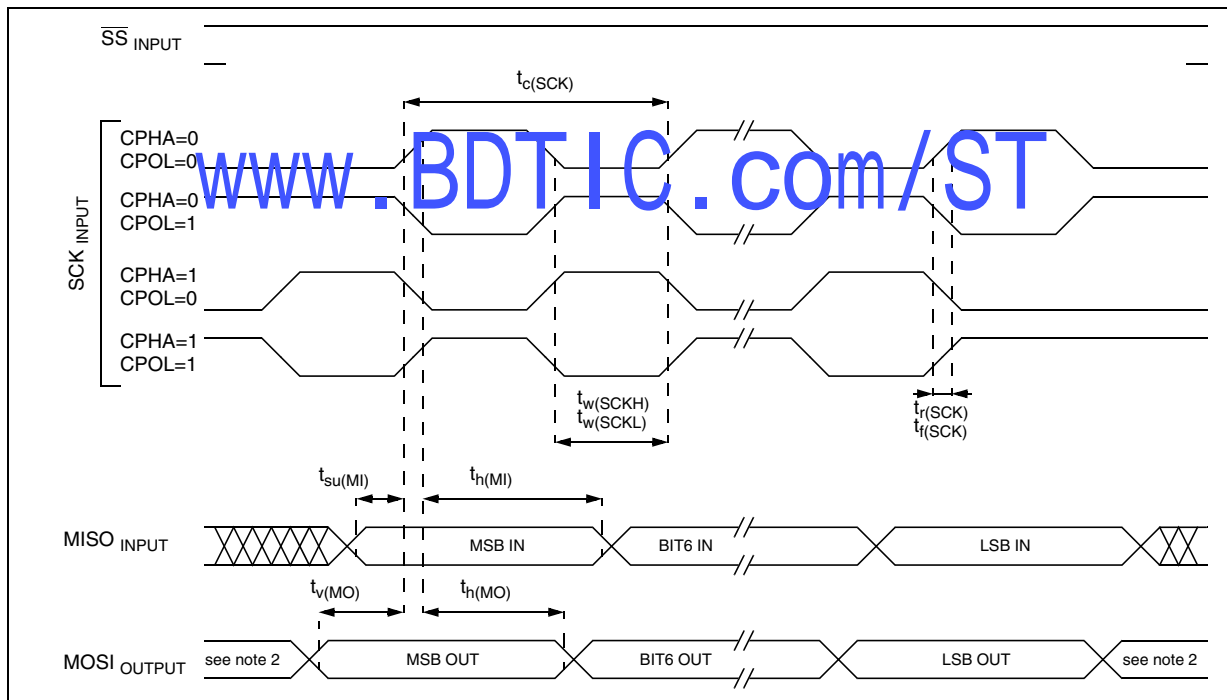 SS INPUT
tc(SCK)
SCK INPUT
CPHA=0
CPOL=0
www.BDTIC.com/ST
CPHA=0
CPOL=1
CPHA=1
CPOL=0
CPHA=1
CPOL=1
tw(SCKH)
tw(SCKL)
tr(SCK)
tf(SCK)
tsu(MI)
th(MI)
MISO INPUT
MSB IN
BIT6 IN
LSB IN
tv(MO)
th(MO)
MOSI OUTPUT
see note 2
MSB OUT
BIT6 OUT
LSB OUT
see note 2